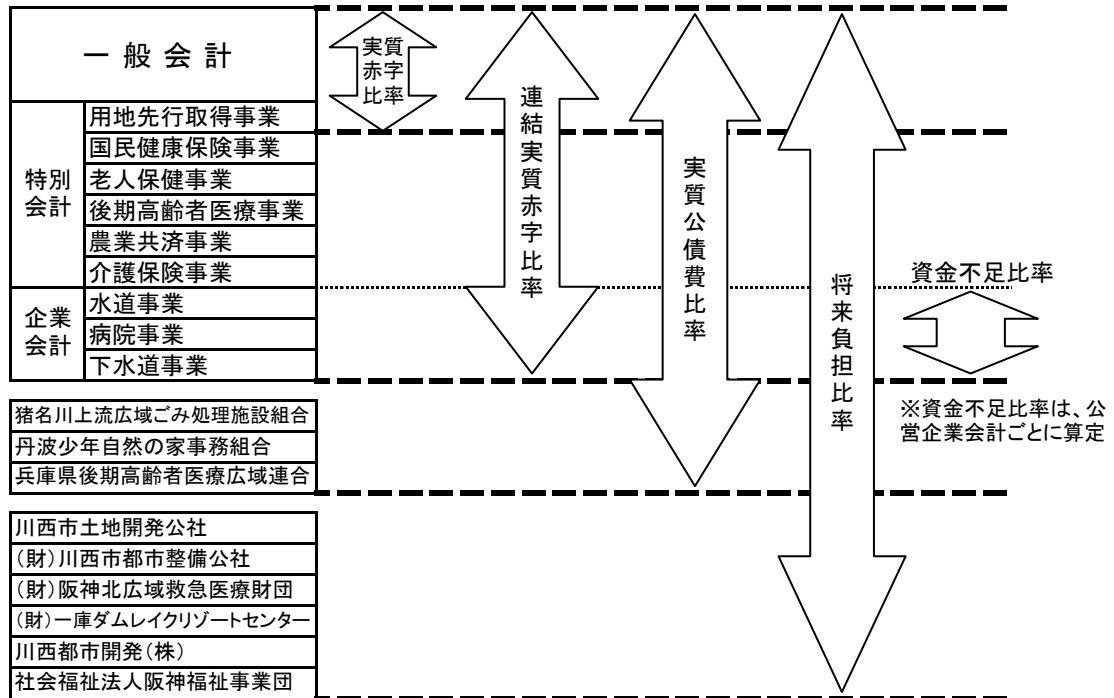 一 般 会 計
特別
会計
用地先行取得事業
国民健康保険事業
老人保健事業
後期高齢者医療事業
農業共済事業
介護保険事業
企業
会計
水道事業
病院事業
下水道事業
猪名川上流広域ごみ処理施設組合
丹波少年自然の家事務組合
兵庫県後期高齢者医療広域連合
川西市土地開発公社
(財)川西市都市整備公社
(財)阪神北広域救急医療財団
(財)一庫ダムレイクリゾートセンター
川西都市開発(株)
社会福祉法人阪神福祉事業団
実質
赤字
比率
連結実質赤字比率
実質公債費比率
将来負担比率
資金不足比率
※資金不足比率は、公
営企業会計ごとに算定